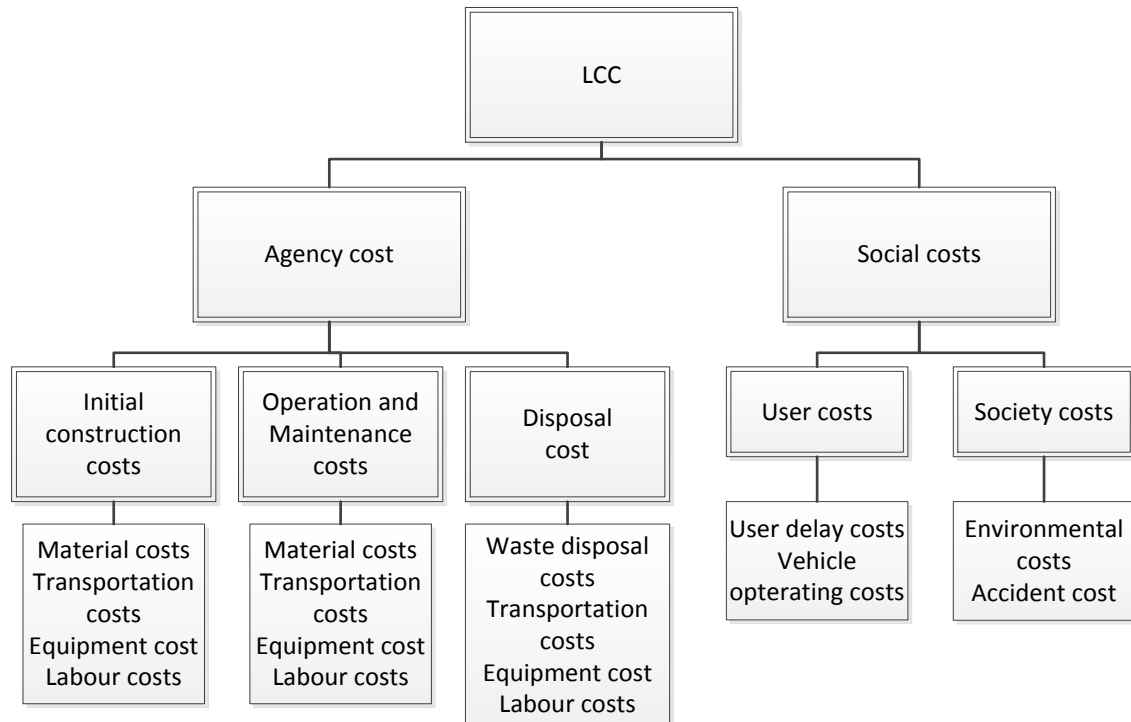 LCC
Agency cost
Social costs
Initial
construction
costs
Operation and
Maintenance
costs
Disposal
cost
User costs
Society costs
Material costs
Transportation
costs
Equipment cost
Labour costs
Material costs
Transportation
costs
Equipment cost
Labour costs
Waste disposal
costs
Transportation
costs
Equipment cost
Labour costs
User delay costs
Vehicle
opterating costs
Environmental
costs
Accident cost